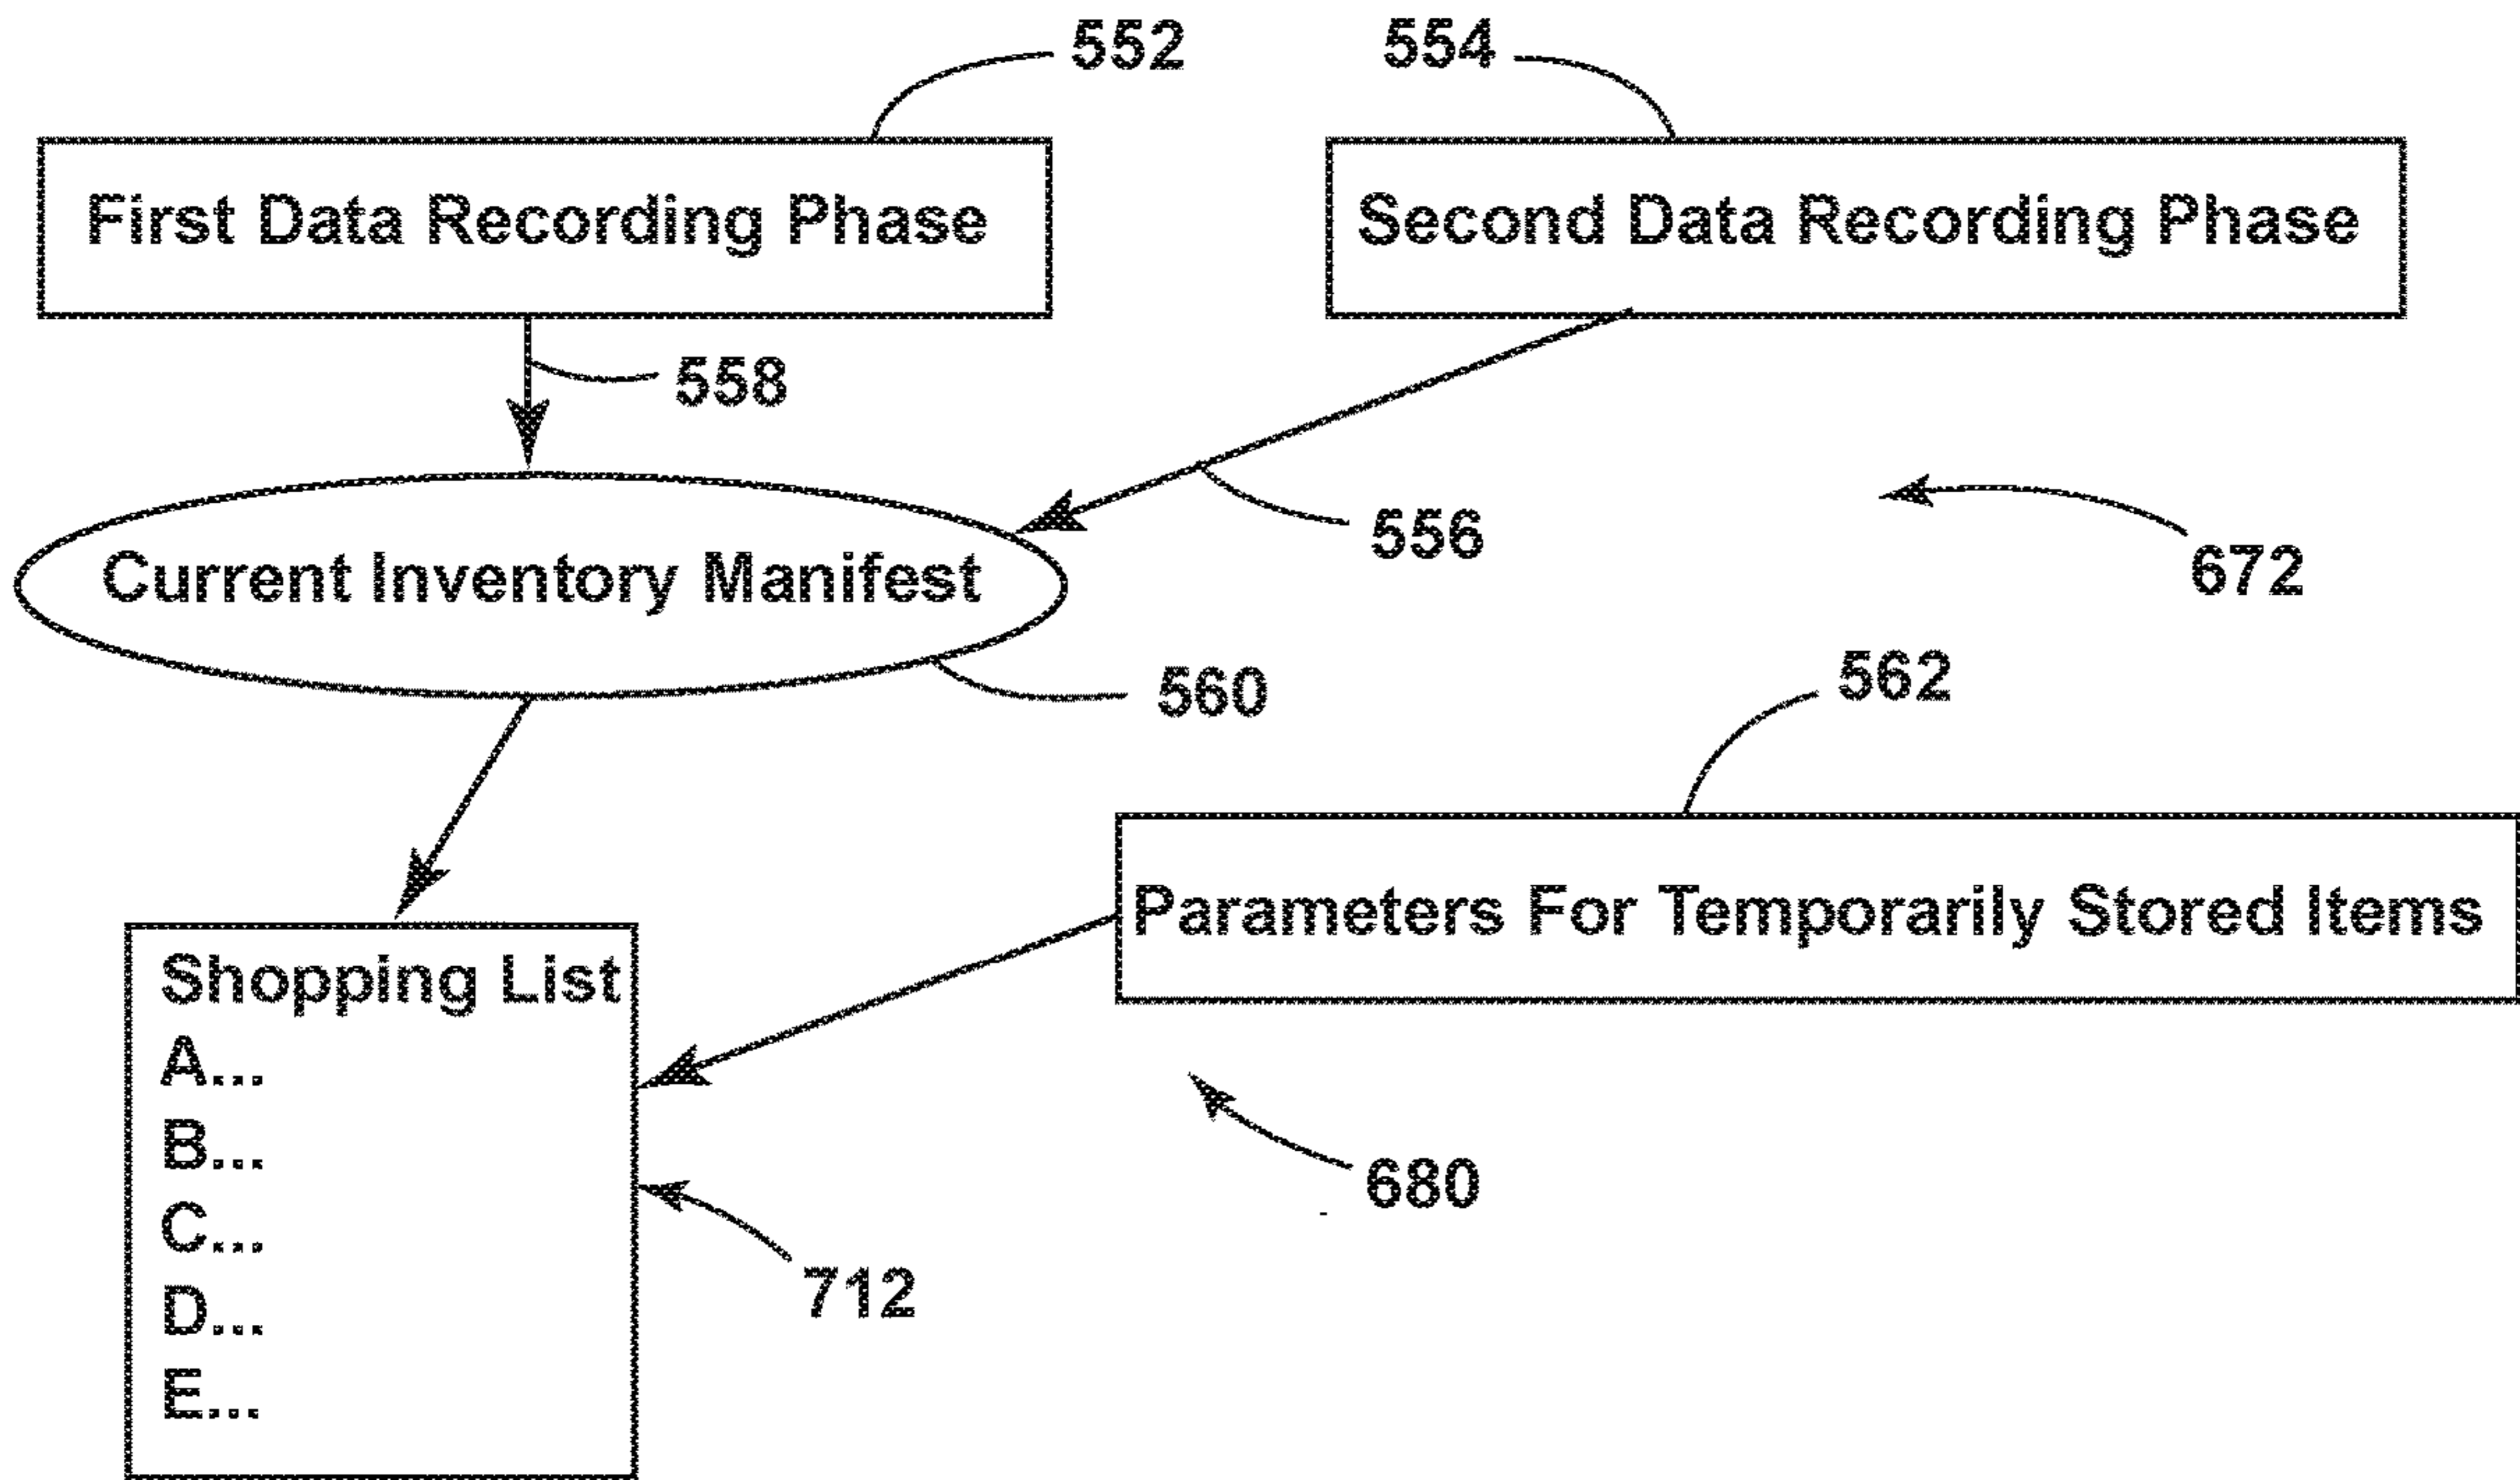 552
554
First Data Recording Phase
Second Data Recording Phase
558
556
Current Inventory Manifest
672
560
562
Parameters For Temporarily Stored Items
Shopping List
A...
B...
C...
D...
E...
680
712